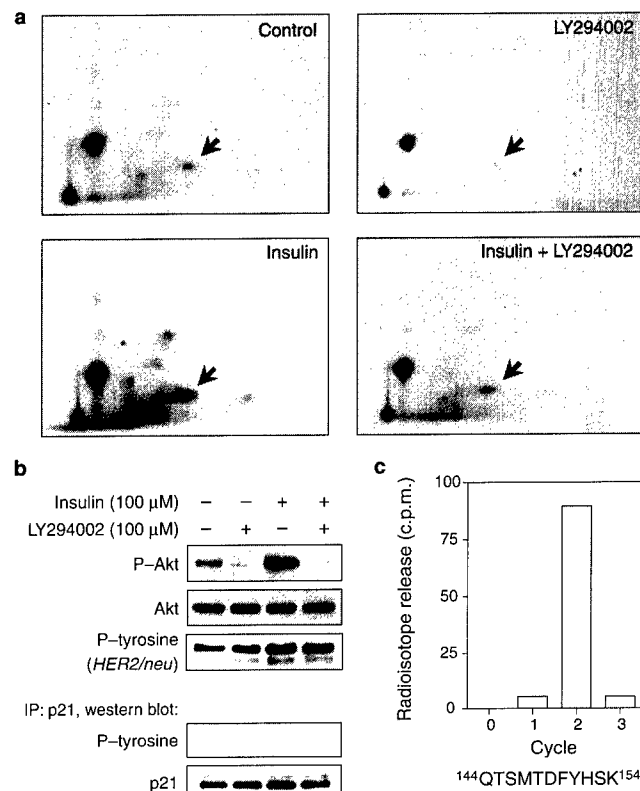 a
Control
LY294002
Insulin
Insulin + LY294002
b
Insulin (100 μM) – – + +
LY294002 (100 μM) – + – +
P–Akt
Akt
P–tyrosine
(HER2/neu)
IP: p21, western blot:
P–tyrosine
p21
c
Radioisotope release (c.p.m.)
100
75
50
25
0
0 1 2 3
Cycle
¹⁴⁴QTSMTDFYHSK¹⁵⁴